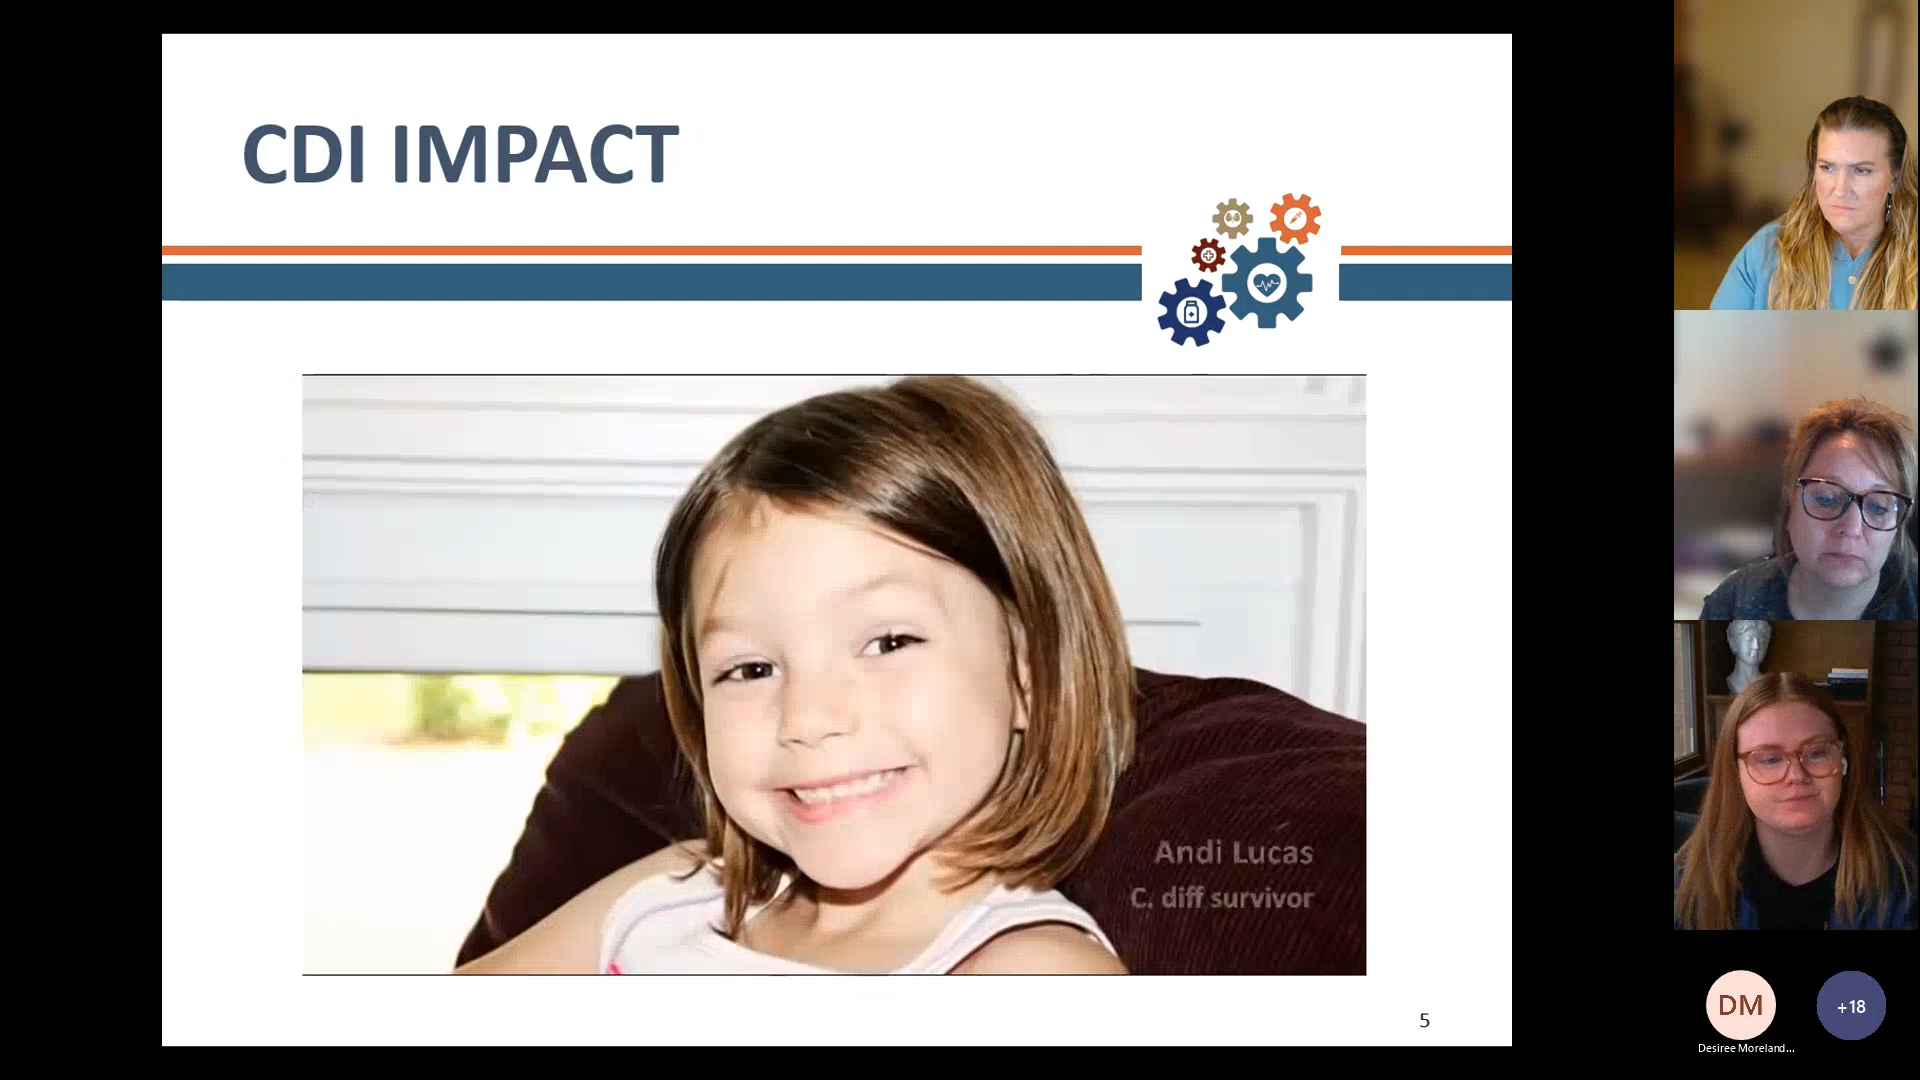 CDI IMPACT
Andi Lucas
C. diff survivor
5
DM
+18
Desiree Moreland...